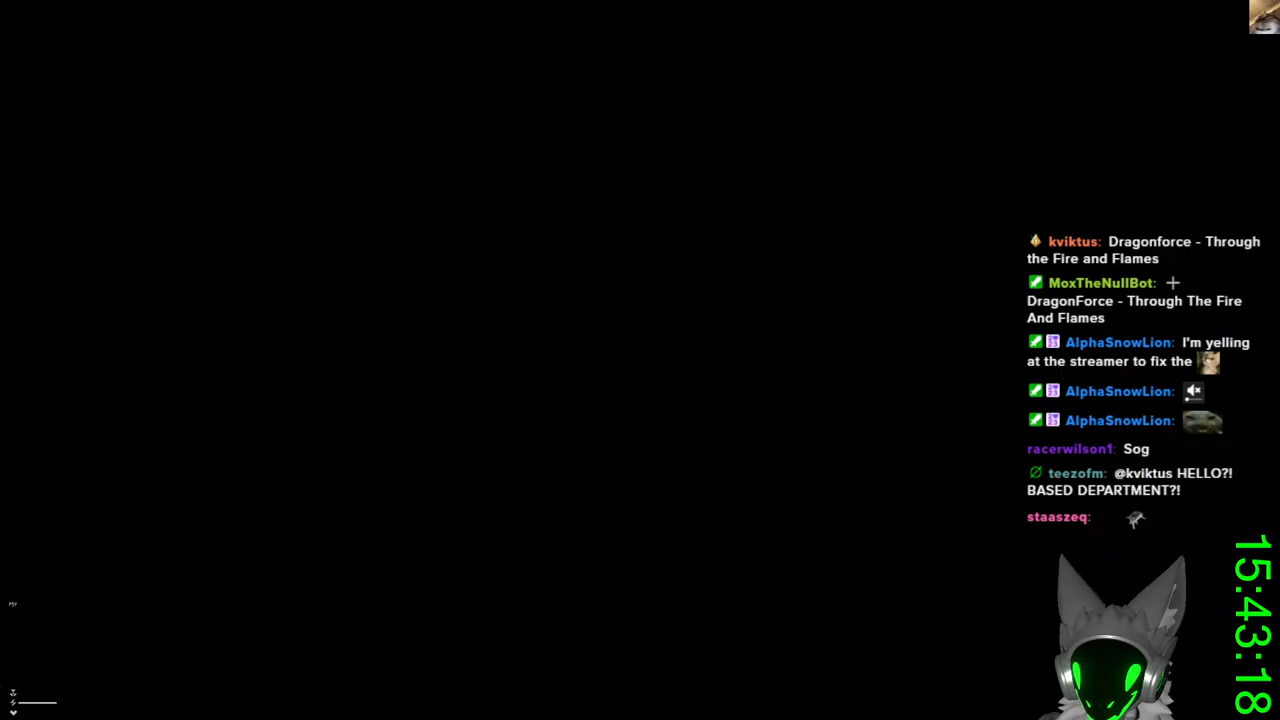 kviktus: Dragonforce - Through
the Fire and Flames
MoxTheNullBot:
DragonForce - Through The Fire
And Flames
AlphaSnowLion: I'm yelling
at the streamer to fix the
AlphaSnowLion:
AlphaSnowLion:
racerwilson1: Sog
teezofm: @kviktus HELLO?!
BASED DEPARTMENT?!
staaszeq:
15:43:18